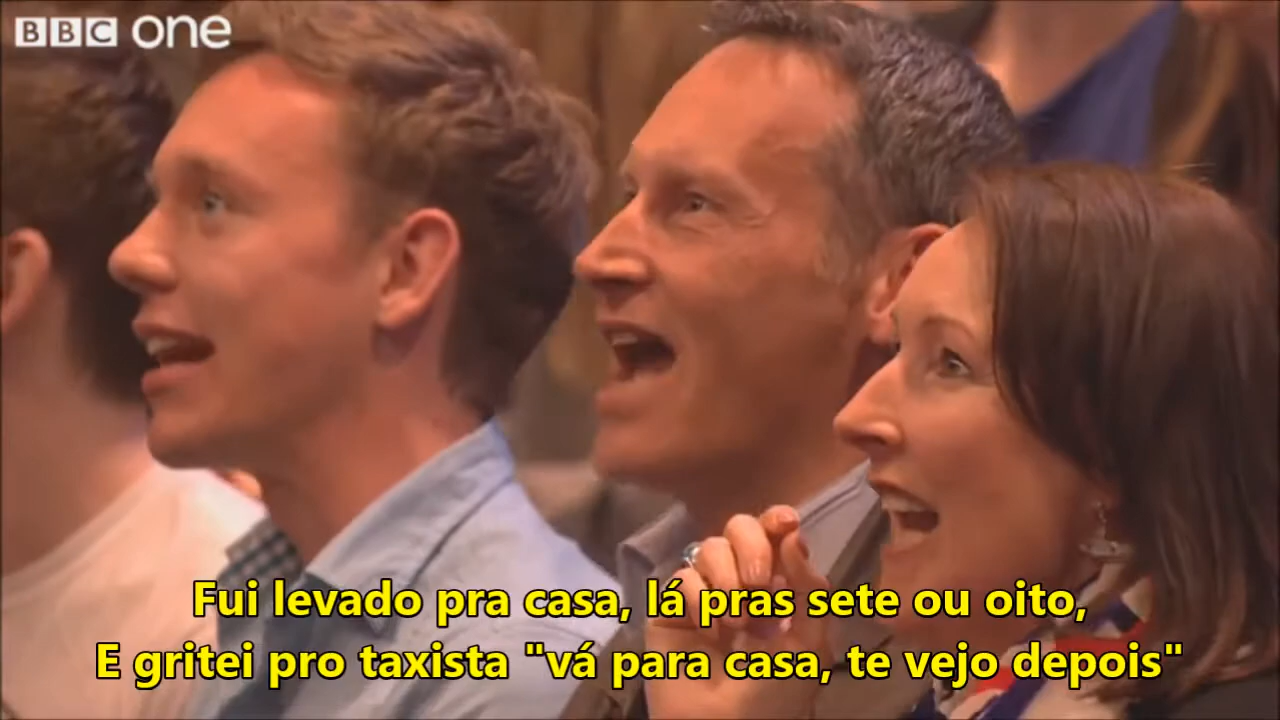 BBC one
Fui levado pra casa, lá pras sete ou oito,
E gritei pro taxista "vá para casa, te vejo depois"